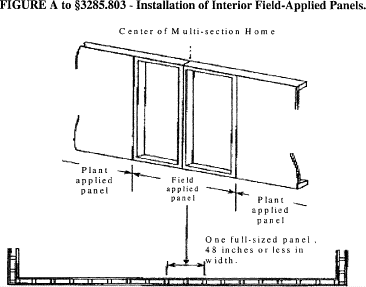 FIGURE A to §3285.803 - Installation of Interior Field-Applied Panels.
Center of Multi-section Home
Plant
applied
panel
Field
applied
panel
Plant
applied
panel
One full-sized panel,
48 inches or less in
width.